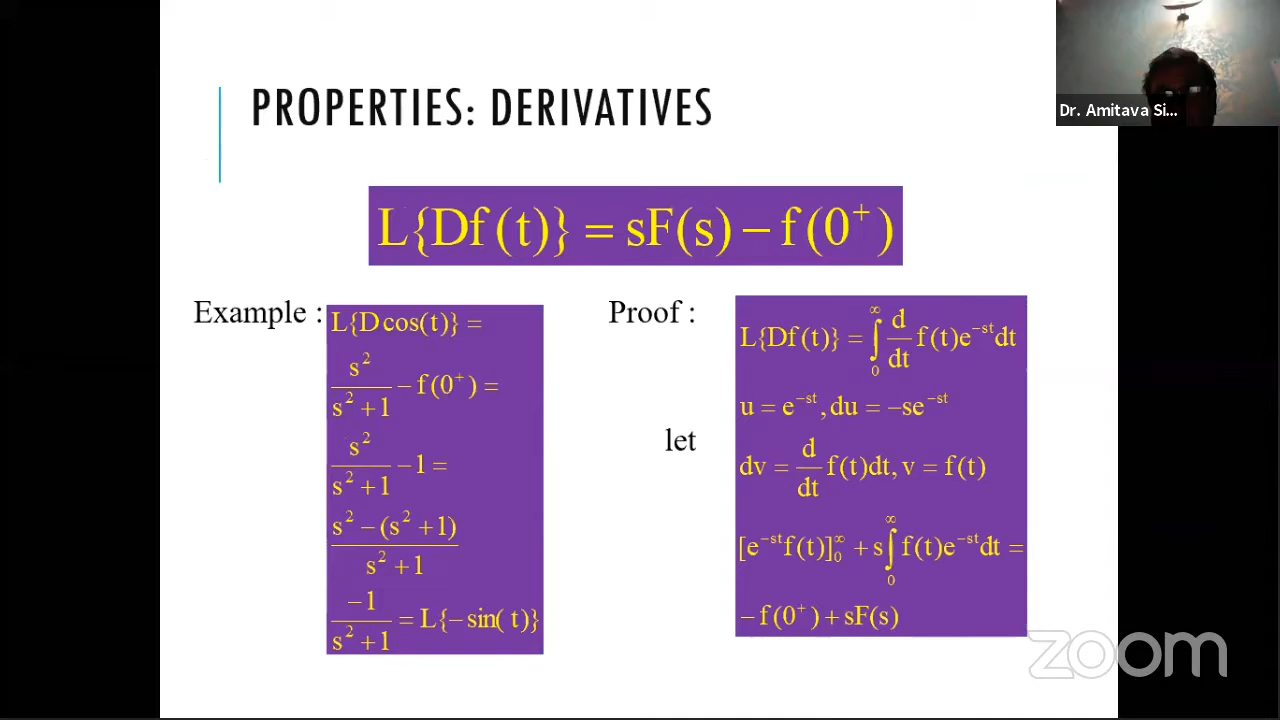 Dr. Amitava Si...
PROPERTIES: DERIVATIVES
L{Df(t)} = sF(s) − f(0⁺)
Example :
L{D cos(t)} =
s²/(s² + 1) − f(0⁺) =
s²/(s² + 1) − 1 =
(s² − (s² + 1))/(s² + 1)
−1/(s² + 1) = L{− sin( t)}
Proof :
L{Df(t)} = ∫₀^∞ d/dt f(t)e^(−st)dt
let
u = e^(−st), du = −se^(−st)
dv = d/dt f(t)dt, v = f(t)
[e^(−st)f(t)]₀^∞ + s∫₀^∞ f(t)e^(−st)dt =
− f(0⁺) + sF(s)
zoom